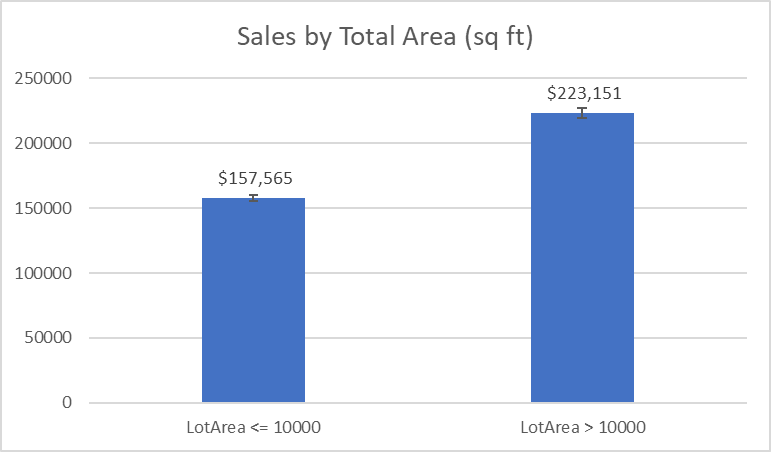 Sales by Total Area (sq ft)
250000
200000
150000
100000
50000
0
$157,565
$223,151
LotArea <= 10000
LotArea > 10000